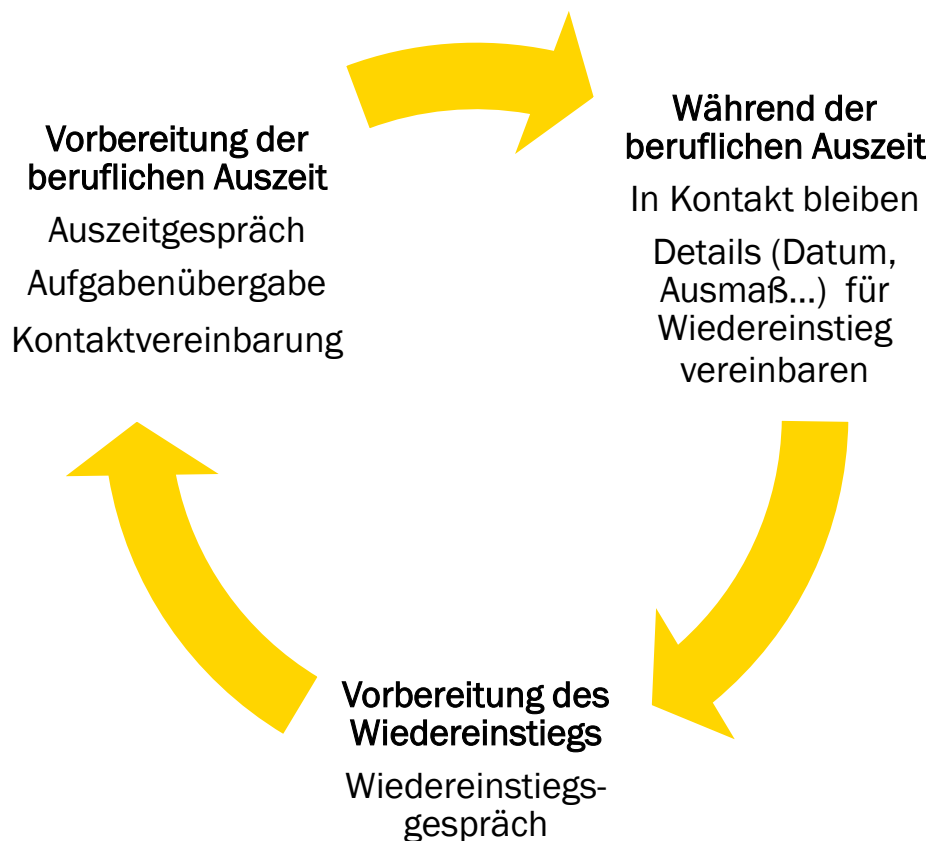 Vorbereitung der
beruflichen Auszeit
Auszeitgespräch
Aufgabenübergabe
Kontaktvereinbarung
Während der
beruflichen Auszeit
In Kontakt bleiben
Details (Datum,
Ausmaß...) für
Wiedereinstieg
vereinbaren
Vorbereitung des
Wiedereinstiegs
Wiedereinstiegs-
gespräch